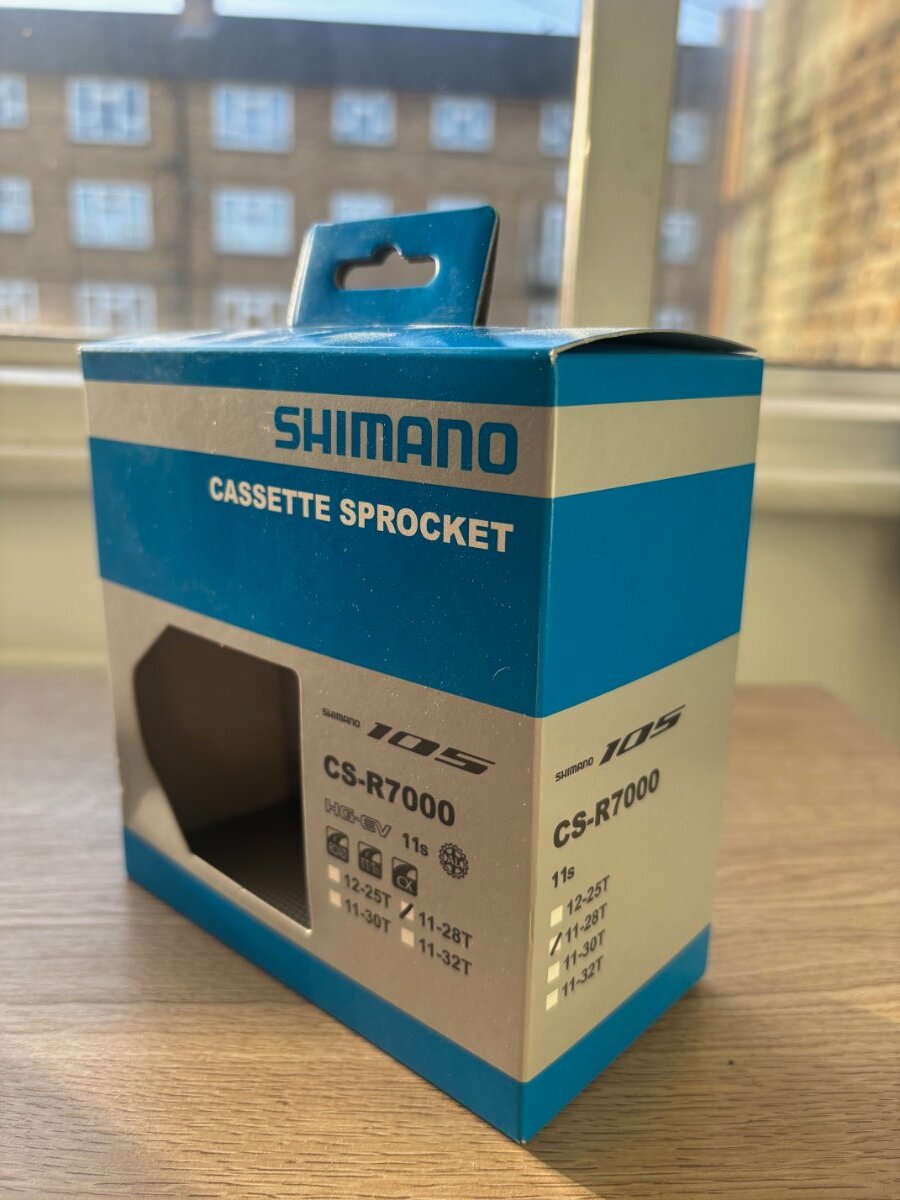 SHIMANO
CASSETTE SPROCKET
SHIMANO 105
CS-R7000
HG-EV 11s
CX
12-25T 11-28T
11-30T 11-32T
SHIMANO 105
CS-R7000
11s
12-25T
11-28T
11-30T
11-32T